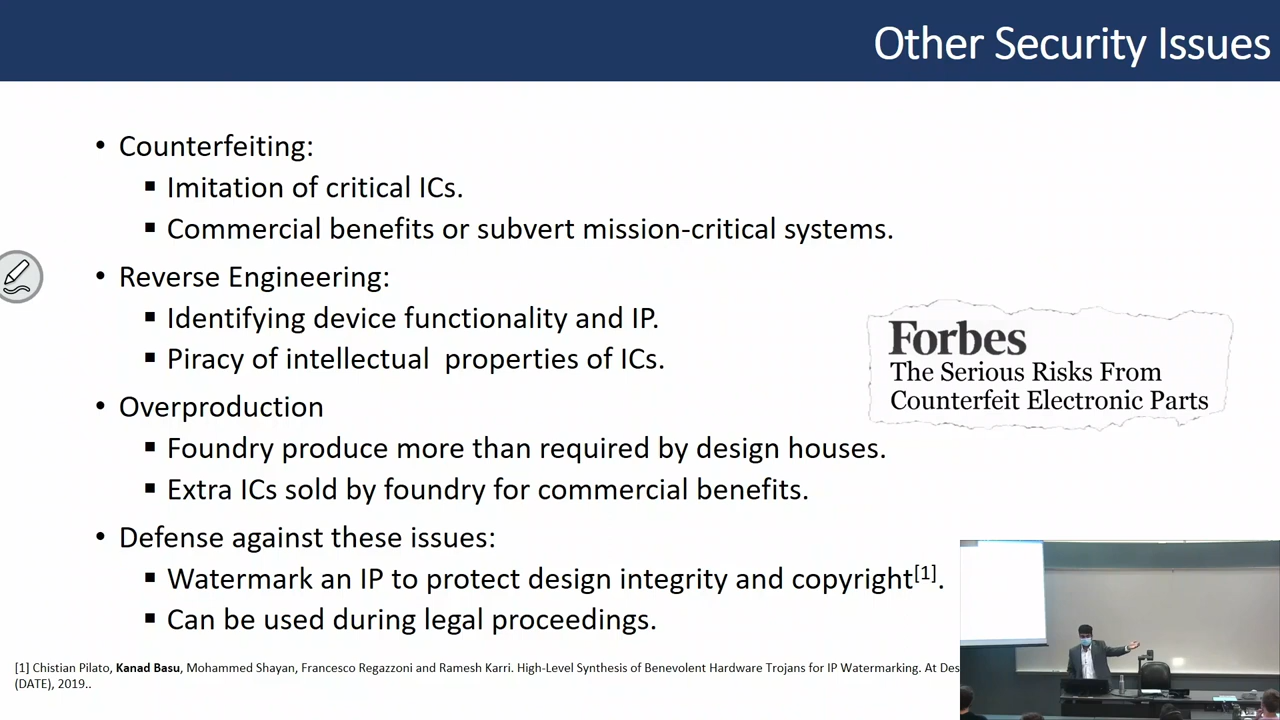 Other Security Issues
• Counterfeiting:
▪ Imitation of critical ICs.
▪ Commercial benefits or subvert mission-critical systems.
• Reverse Engineering:
▪ Identifying device functionality and IP.
▪ Piracy of intellectual properties of ICs.
Forbes
The Serious Risks From
Counterfeit Electronic Parts
• Overproduction
▪ Foundry produce more than required by design houses.
▪ Extra ICs sold by foundry for commercial benefits.
• Defense against these issues:
▪ Watermark an IP to protect design integrity and copyright[1].
▪ Can be used during legal proceedings.
[1] Chistian Pilato, Kanad Basu, Mohammed Shayan, Francesco Regazzoni and Ramesh Karri. High-Level Synthesis of Benevolent Hardware Trojans for IP Watermarking. At Des
(DATE), 2019..